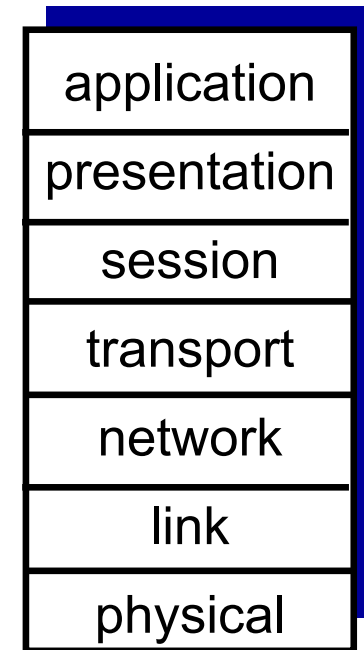 application
presentation
session
transport
network
link
physical